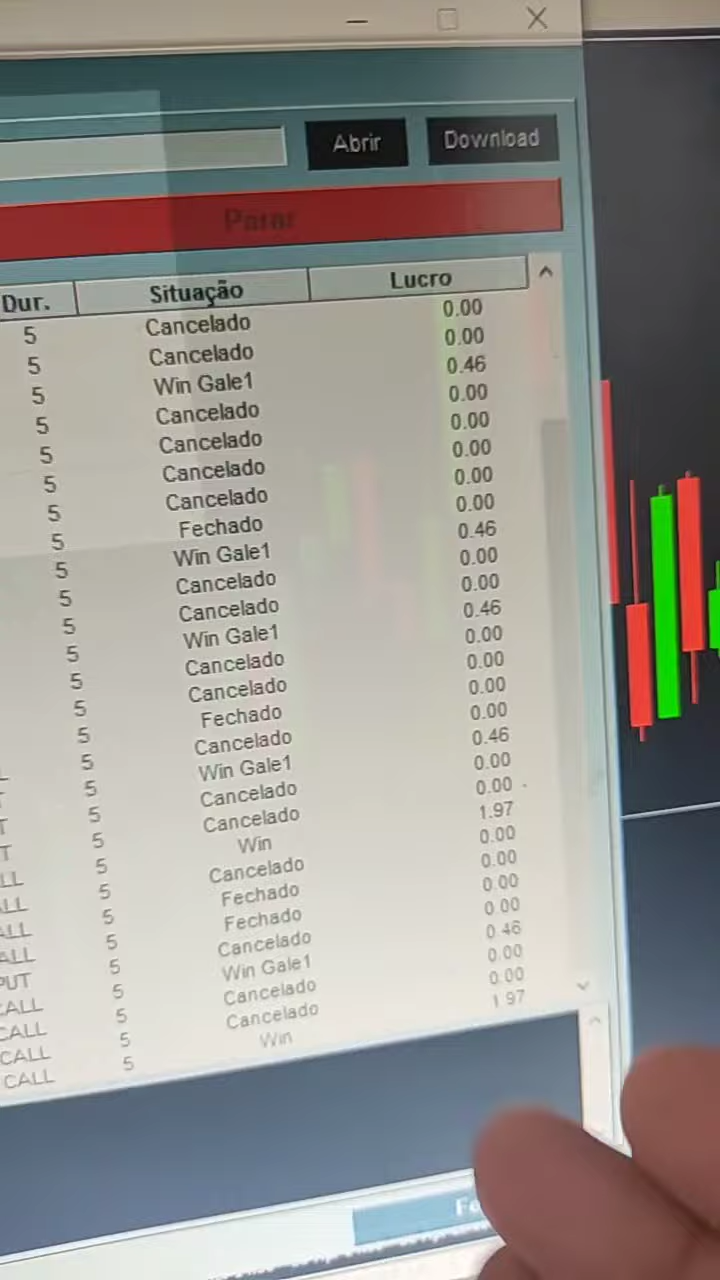 Abrir Download
Parar
Dur. Situação Lucro
5 Cancelado 0.00
5 Cancelado 0.00
5 Win Gale1 0.46
5 Cancelado 0.00
5 Cancelado 0.00
5 Cancelado 0.00
5 Cancelado 0.00
5 Fechado 0.00
5 Win Gale1 0.46
5 Cancelado 0.00
5 Cancelado 0.00
5 Win Gale1 0.46
5 Cancelado 0.00
5 Cancelado 0.00
5 Fechado 0.00
5 Cancelado 0.00
5 Win Gale1 0.46
5 Cancelado 0.00
T 5 Cancelado 0.00
LL 5 Win 1.97
LL 5 Cancelado 0.00
ALL 5 Fechado 0.00
ALL 5 Fechado 0.00
PUT 5 Cancelado 0.00
CALL 5 Win Gale1 0.46
CALL 5 Cancelado 0.00
CALL 5 Cancelado 0.00
CALL 5 Win 1.97